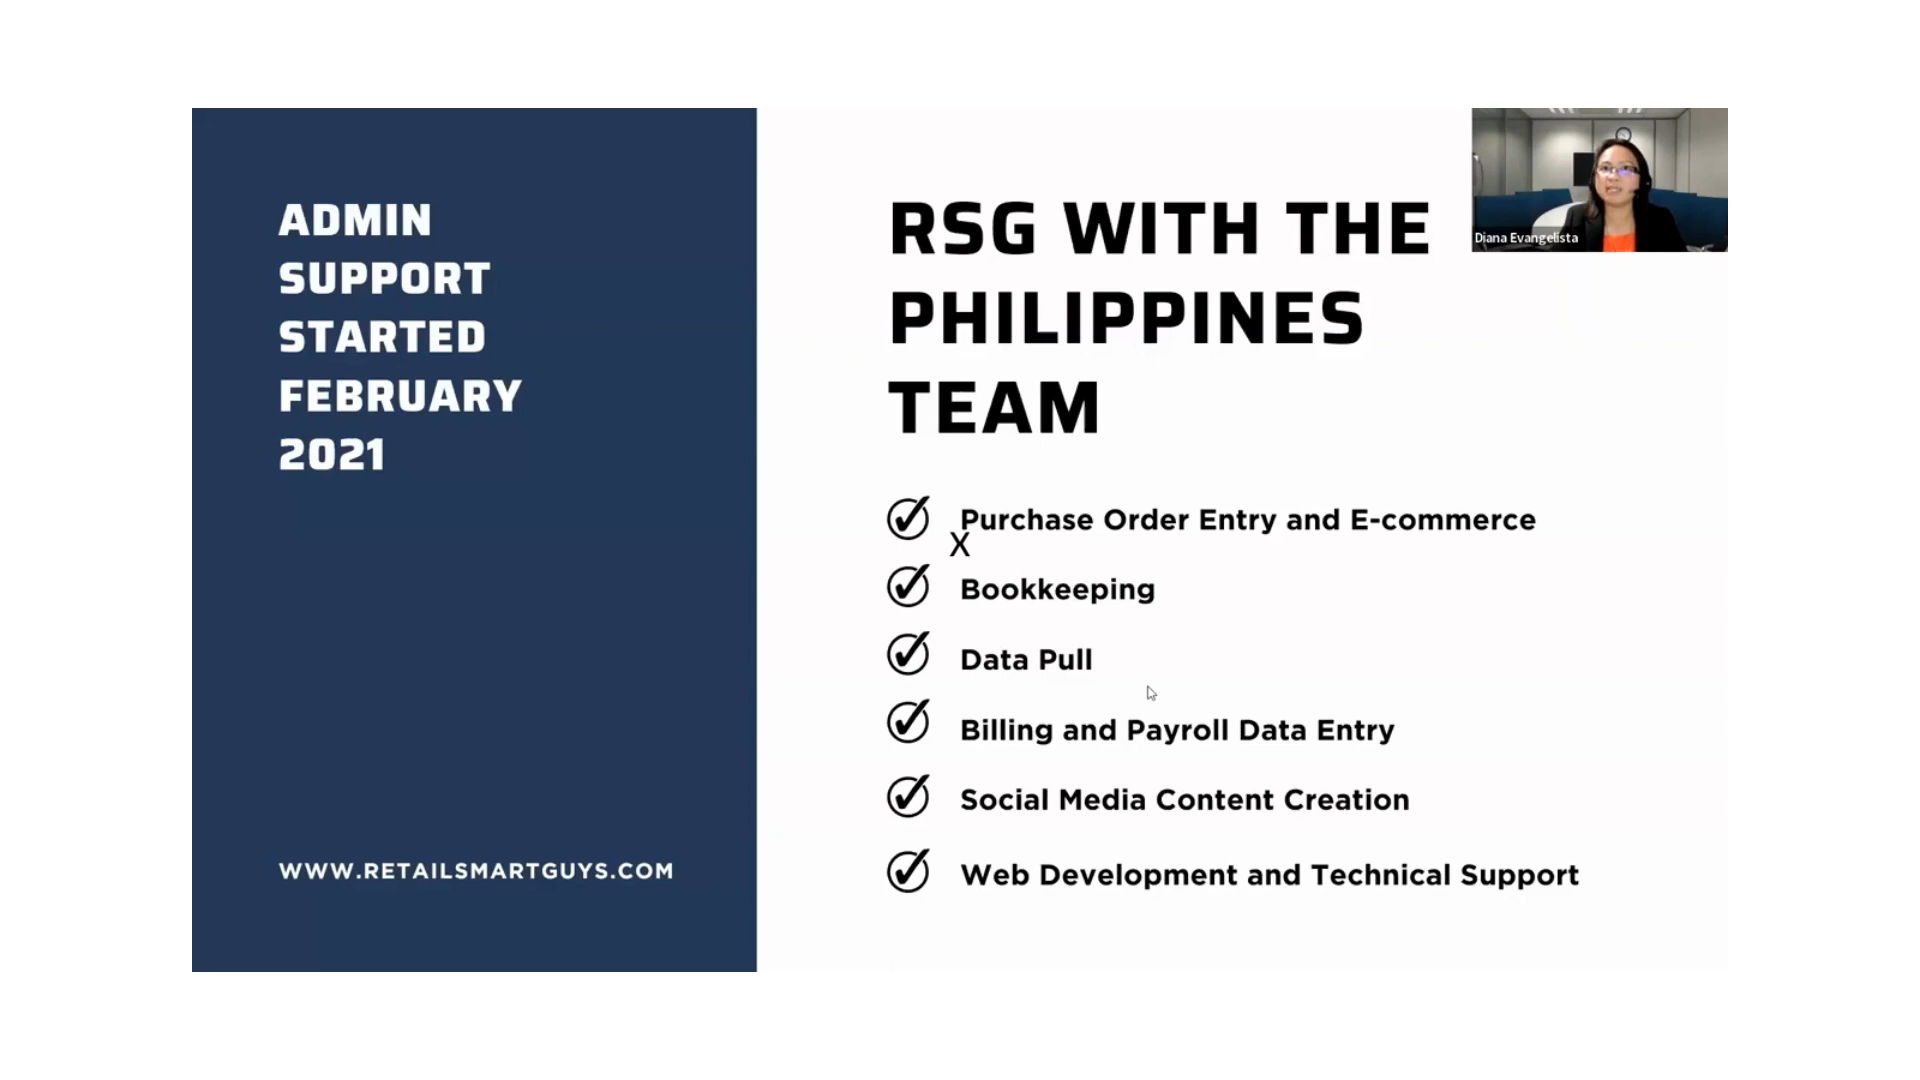 ADMIN
SUPPORT
STARTED
FEBRUARY
2021
WWW.RETAILSMARTGUYS.COM
RSG WITH THE
PHILIPPINES
TEAM
Purchase Order Entry and E-commerce
X
Bookkeeping
Data Pull
Billing and Payroll Data Entry
Social Media Content Creation
Web Development and Technical Support
Diana Evangelista